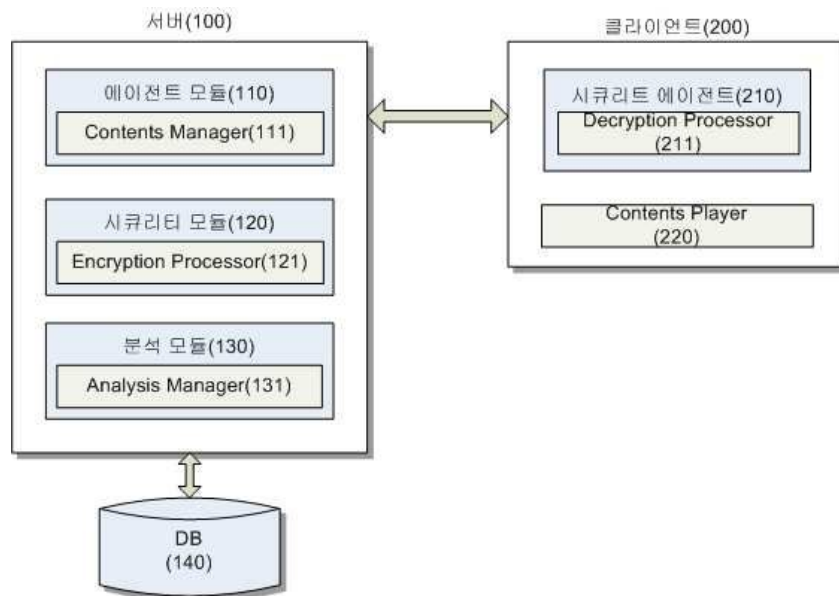 서버(100)
에이전트 모듈(110)
Contents Manager(111)
시큐리티 모듈(120)
Encryption Processor(121)
분석 모듈(130)
Analysis Manager(131)
DB
(140)
클라이언트(200)
시큐리트 에이전트(210)
Decryption Processor
(211)
Contents Player
(220)